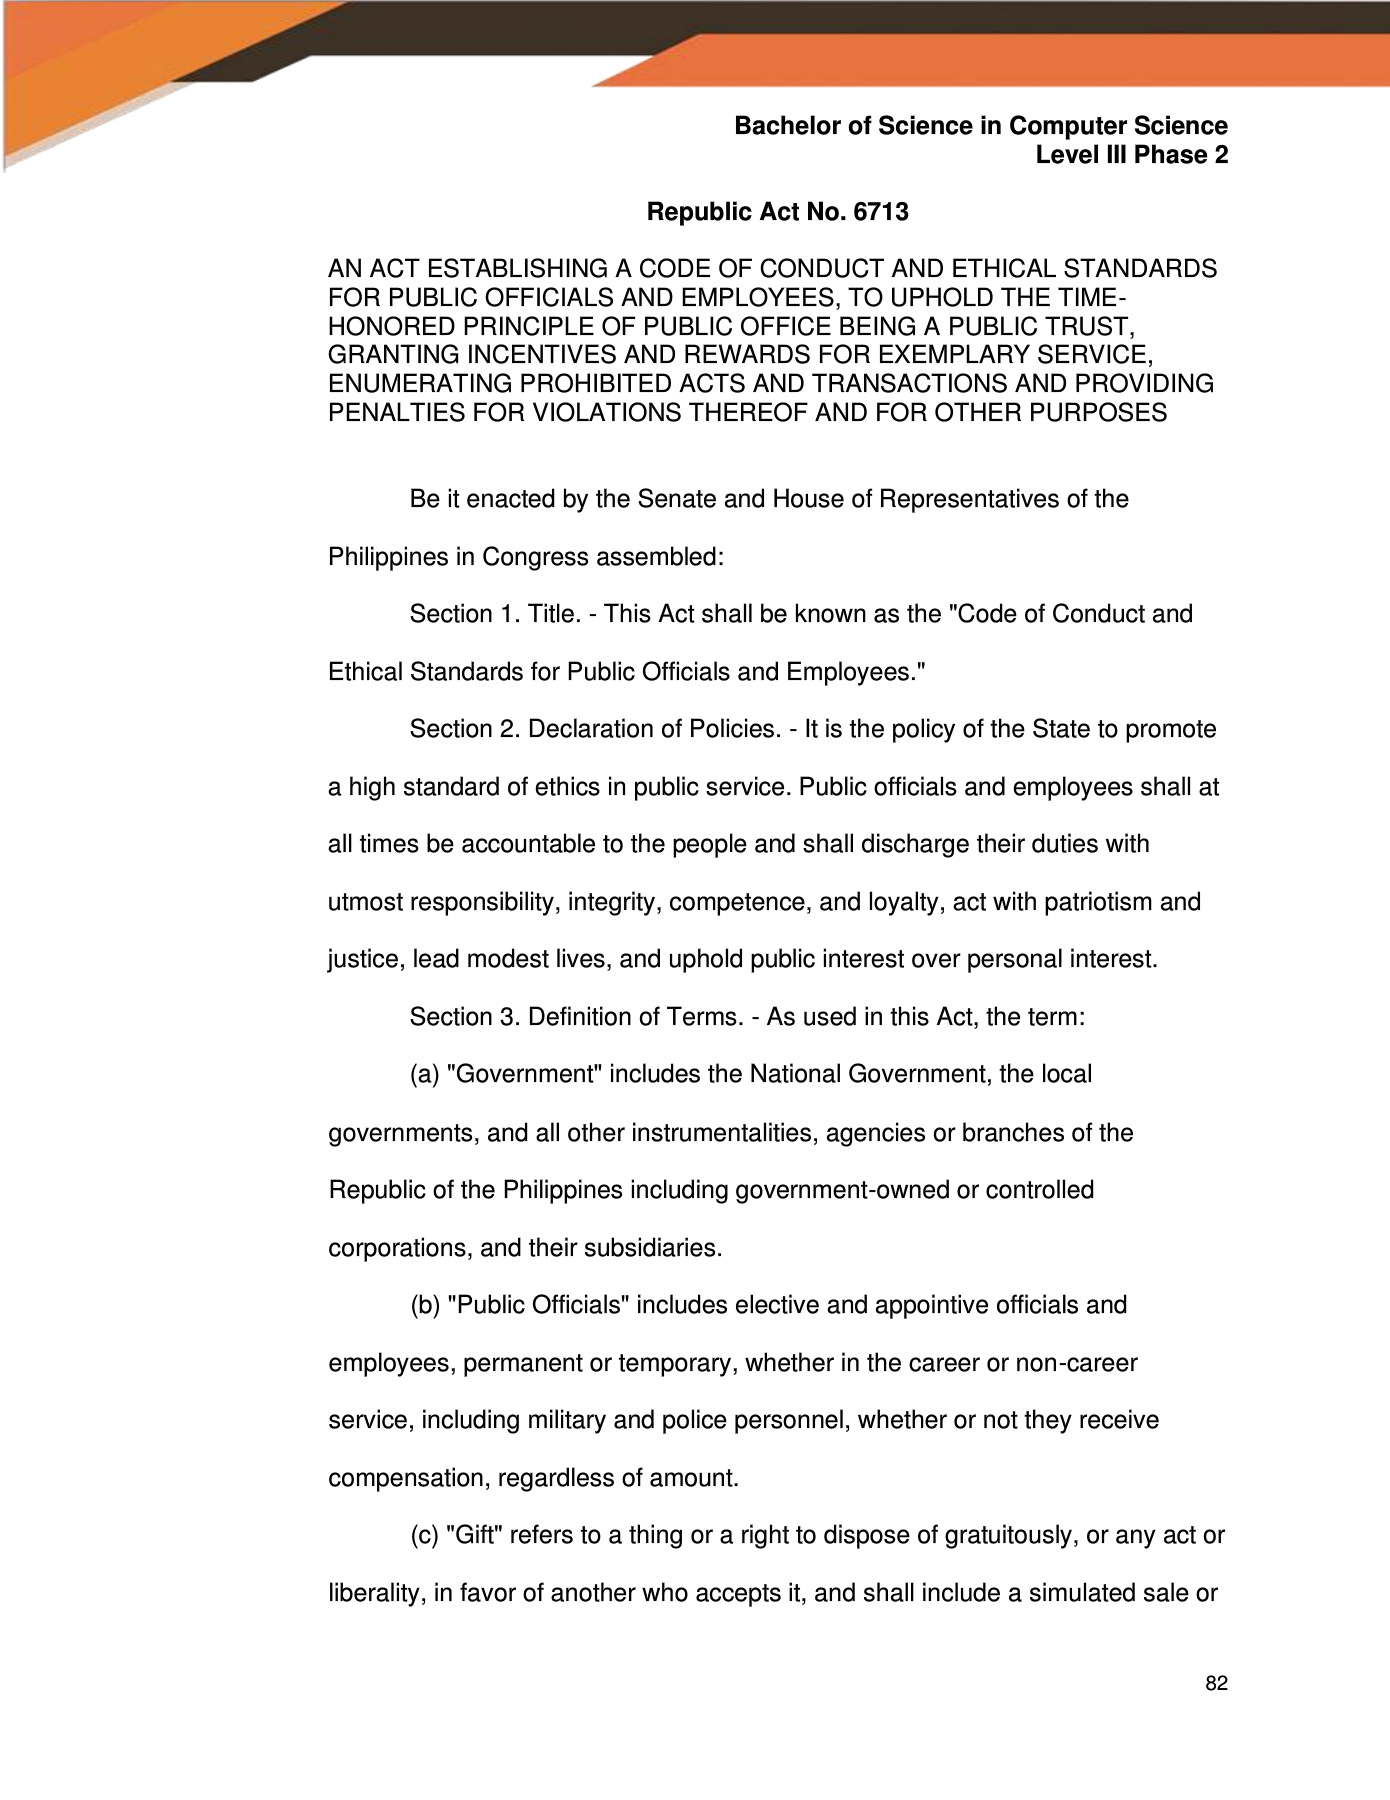 Bachelor of Science in Computer Science
Level III Phase 2
Republic Act No. 6713
AN ACT ESTABLISHING A CODE OF CONDUCT AND ETHICAL STANDARDS
FOR PUBLIC OFFICIALS AND EMPLOYEES, TO UPHOLD THE TIME-
HONORED PRINCIPLE OF PUBLIC OFFICE BEING A PUBLIC TRUST,
GRANTING INCENTIVES AND REWARDS FOR EXEMPLARY SERVICE,
ENUMERATING PROHIBITED ACTS AND TRANSACTIONS AND PROVIDING
PENALTIES FOR VIOLATIONS THEREOF AND FOR OTHER PURPOSES
Be it enacted by the Senate and House of Representatives of the
Philippines in Congress assembled:
Section 1. Title. - This Act shall be known as the "Code of Conduct and
Ethical Standards for Public Officials and Employees."
Section 2. Declaration of Policies. - It is the policy of the State to promote
a high standard of ethics in public service. Public officials and employees shall at
all times be accountable to the people and shall discharge their duties with
utmost responsibility, integrity, competence, and loyalty, act with patriotism and
justice, lead modest lives, and uphold public interest over personal interest.
Section 3. Definition of Terms. - As used in this Act, the term:
(a) "Government" includes the National Government, the local
governments, and all other instrumentalities, agencies or branches of the
Republic of the Philippines including government-owned or controlled
corporations, and their subsidiaries.
(b) "Public Officials" includes elective and appointive officials and
employees, permanent or temporary, whether in the career or non-career
service, including military and police personnel, whether or not they receive
compensation, regardless of amount.
(c) "Gift" refers to a thing or a right to dispose of gratuitously, or any act or
liberality, in favor of another who accepts it, and shall include a simulated sale or
82